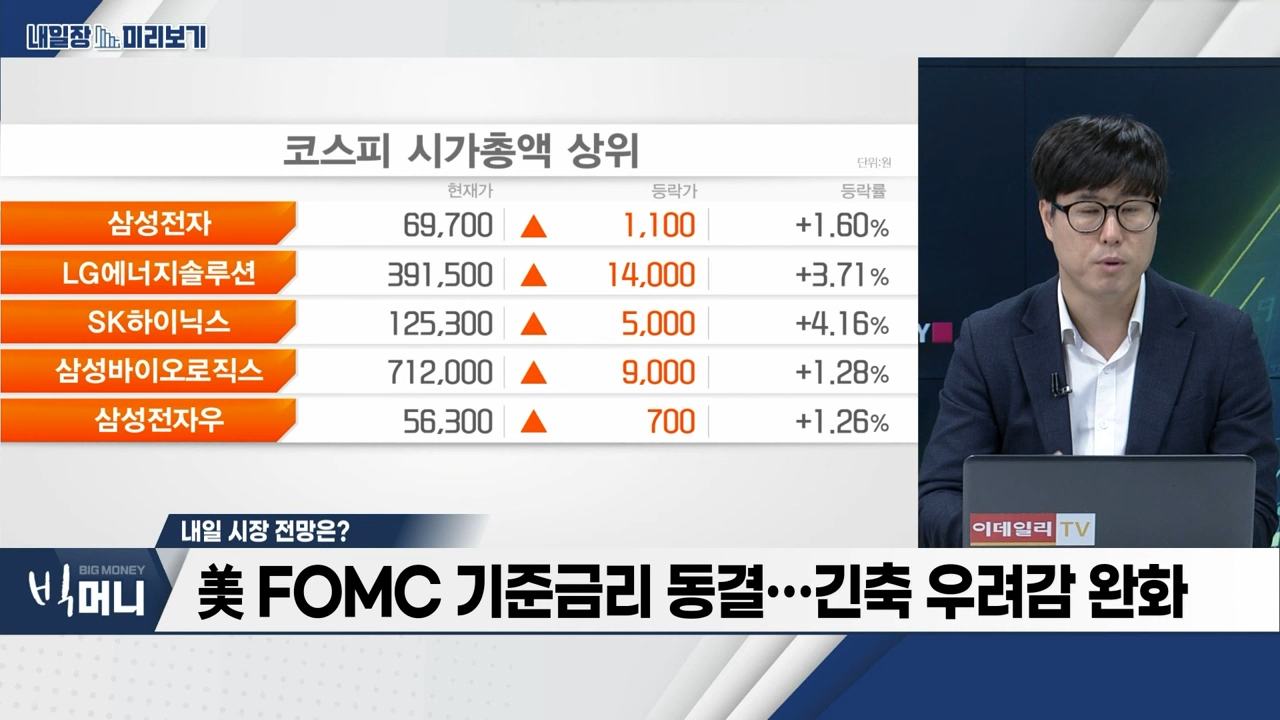 내일장 미리보기
코스피 시가총액 상위
단위:원
현재가 등락가 등락률
삼성전자 69,700 ▲ 1,100 +1.60%
LG에너지솔루션 391,500 ▲ 14,000 +3.71%
SK하이닉스 125,300 ▲ 5,000 +4.16%
삼성바이오로직스 712,000 ▲ 9,000 +1.28%
삼성전자우 56,300 ▲ 700 +1.26%
Y
이데일리 TV
내일 시장 전망은?
BIG MONEY
빅머니
美 FOMC 기준금리 동결…긴축 우려감 완화